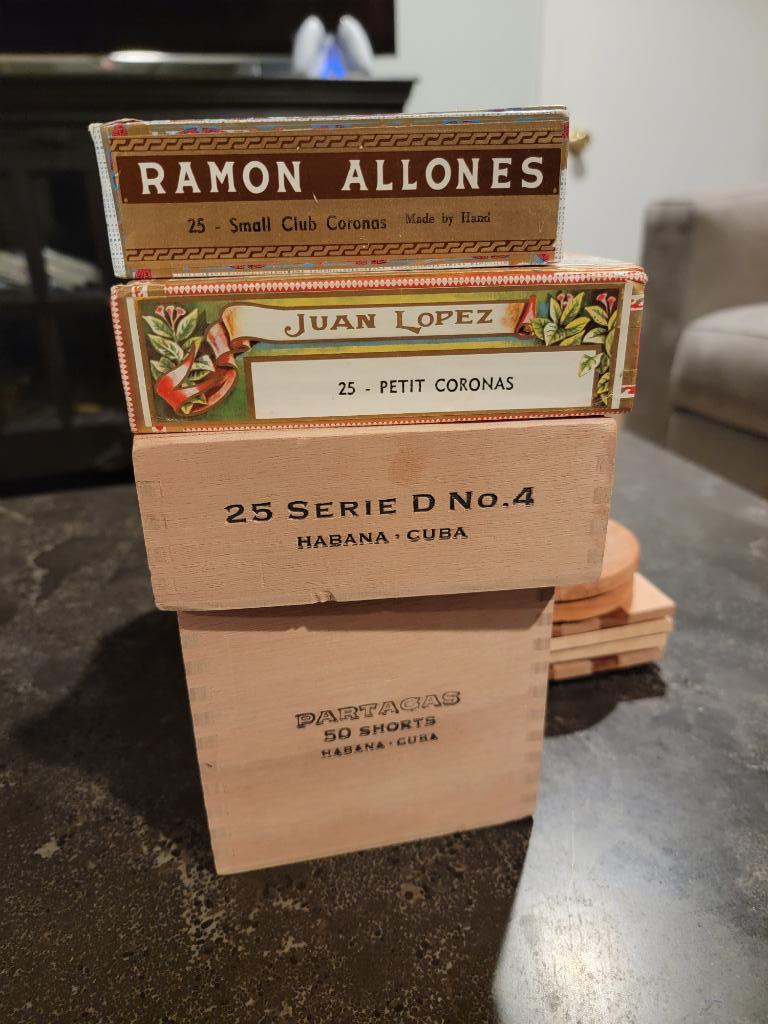 RAMON ALLONES
25 - Small Club Coronas Made by Hand
JUAN LOPEZ
25 - PETIT CORONAS
25 SERIE D No.4
HABANA · CUBA
PARTAGAS
50 SHORTS
HABANA · CUBA